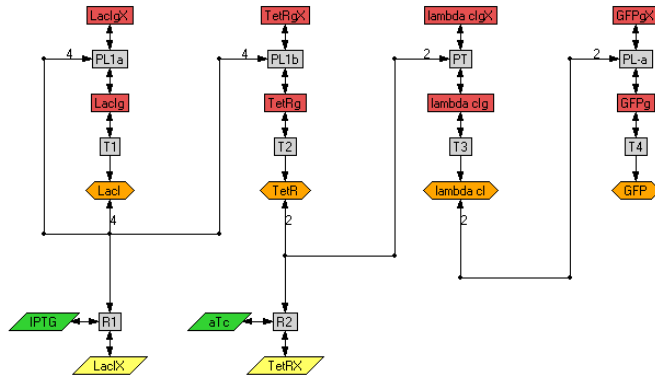 LacIgX
TetRgX
lambda cIgX
GFPgX
4
PL1a
4
PL1b
2
PT
2
PL-a
LacIg
TetRg
lambda cIg
GFPg
T1
T2
T3
T4
LacI
TetR
lambda cI
GFP
4
2
2
IPTG
R1
aTc
R2
LacIX
TetRX